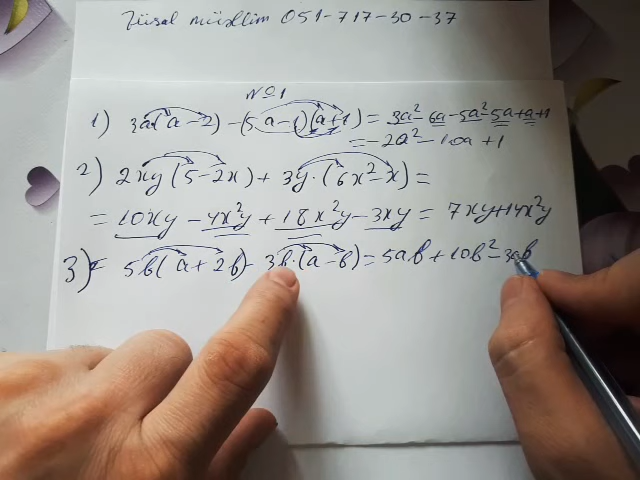 Züsal müəllim 051-717-30-37
№1
1) 3a(a-2)-(5a-1)(a+1)=3a²-6a-5a²-5a+a+1
=-2a²-10a+1
2) 2xy(5-2x)+3y·(6x²-x)=
=10xy-4x²y+18x²y-3xy=7xy+14x²y
3) 5b(a+2b)-3b·(a-b)=5ab+10b²-3ab